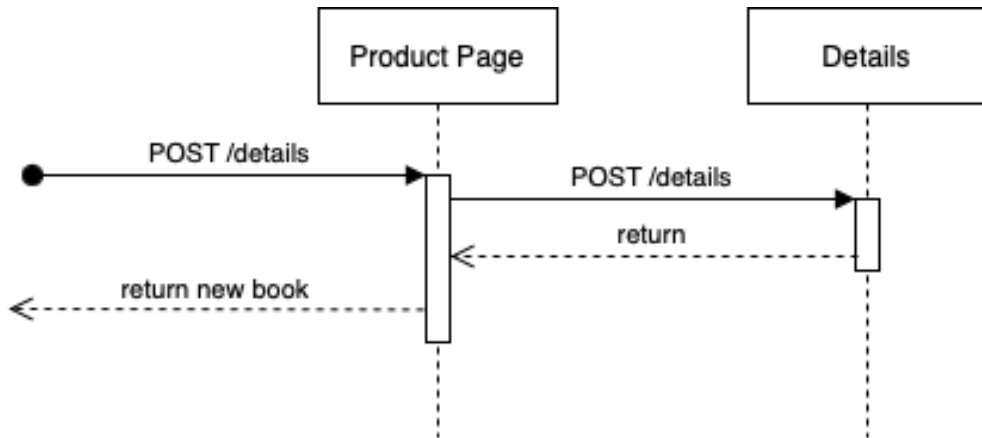 Product Page
Details
POST /details
POST /details
return
return new book